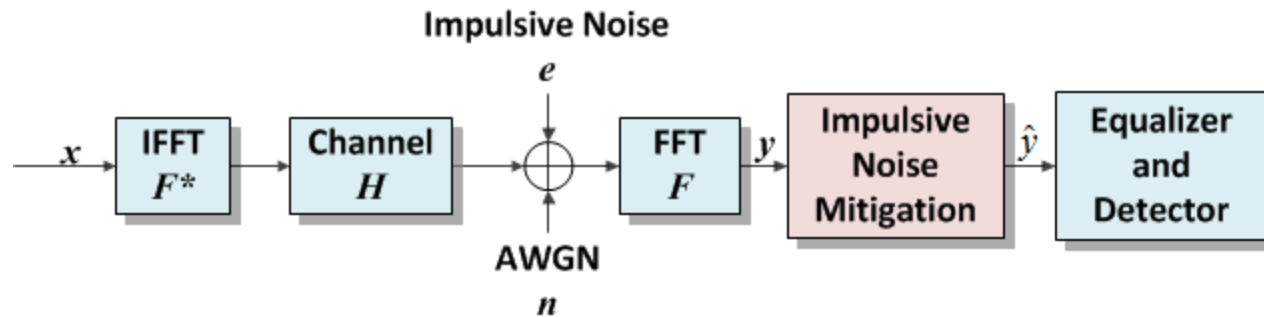 Impulsive Noise
e
x
IFFT
F*
Channel
H
AWGN
n
FFT
F
y
Impulsive
Noise
Mitigation
ŷ
Equalizer
and
Detector